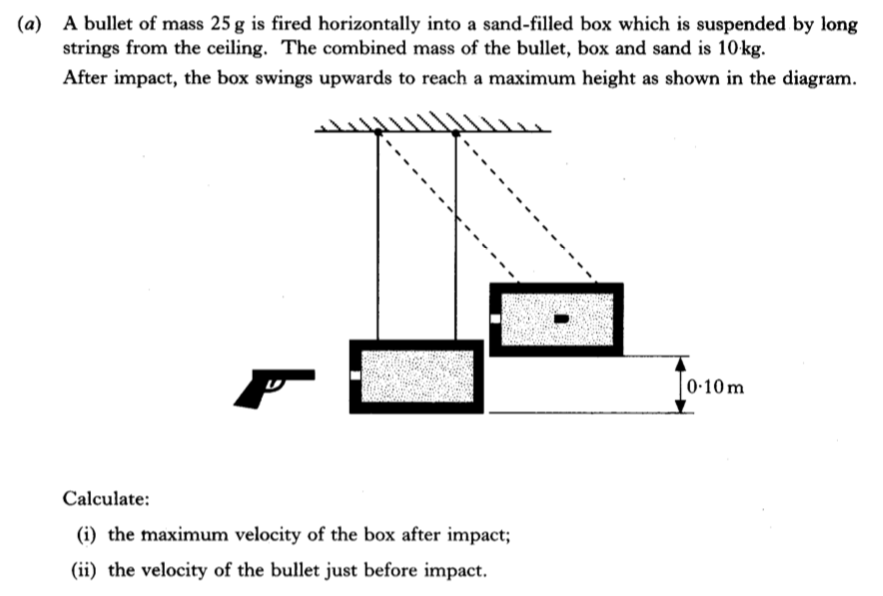 (a) A bullet of mass 25 g is fired horizontally into a sand-filled box which is suspended by long
strings from the ceiling. The combined mass of the bullet, box and sand is 10·kg.
After impact, the box swings upwards to reach a maximum height as shown in the diagram.
0·10 m
Calculate:
(i) the maximum velocity of the box after impact;
(ii) the velocity of the bullet just before impact.